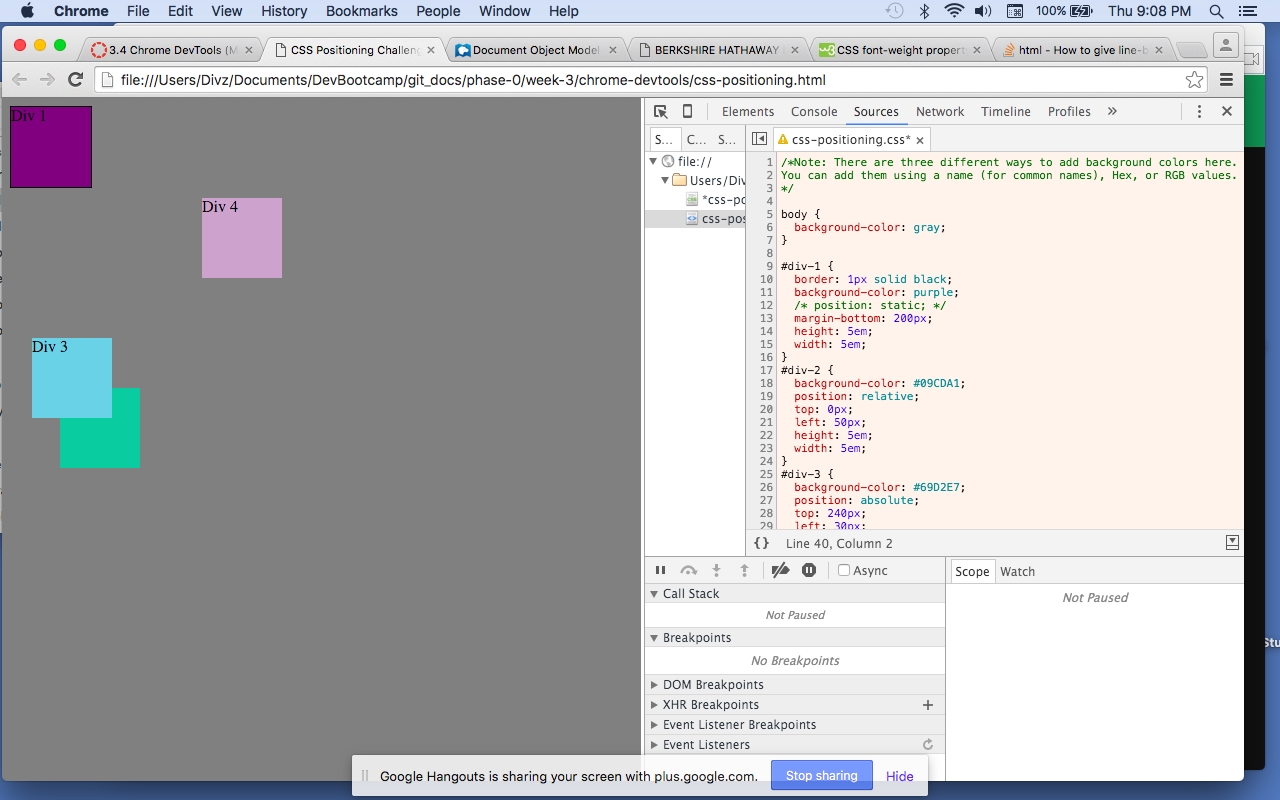 Chrome File Edit View History Bookmarks People Window Help 100% Thu 9:08 PM
3.4 Chrome DevTools (M
CSS Positioning Challeng
Document Object Model
BERKSHIRE HATHAWAY
CSS font-weight propert
html - How to give line-b
file:///Users/Divz/Documents/DevBootcamp/git_docs/phase-0/week-3/chrome-devtools/css-positioning.html
Div 1
Div 4
Div 3
Elements Console Sources Network Timeline Profiles »
S... C... S...
file://
Users/Div
*css-po
css-pos
css-positioning.css*
1 /*Note: There are three different ways to add background colors here.
2 You can add them using a name (for common names), Hex, or RGB values.
3 */
4
5 body {
6 background-color: gray;
7 }
8
9 #div-1 {
10 border: 1px solid black;
11 background-color: purple;
12 /* position: static; */
13 margin-bottom: 200px;
14 height: 5em;
15 width: 5em;
16 }
17 #div-2 {
18 background-color: #09CDA1;
19 position: relative;
20 top: 0px;
21 left: 50px;
22 height: 5em;
23 width: 5em;
24 }
25 #div-3 {
26 background-color: #69D2E7;
27 position: absolute;
28 top: 240px;
29 left: 30px;
{} Line 40, Column 2
Async
Call Stack
Not Paused
Breakpoints
No Breakpoints
DOM Breakpoints
XHR Breakpoints
Event Listener Breakpoints
Event Listeners
Scope Watch
Not Paused
Stu
Google Hangouts is sharing your screen with plus.google.com. Stop sharing Hide